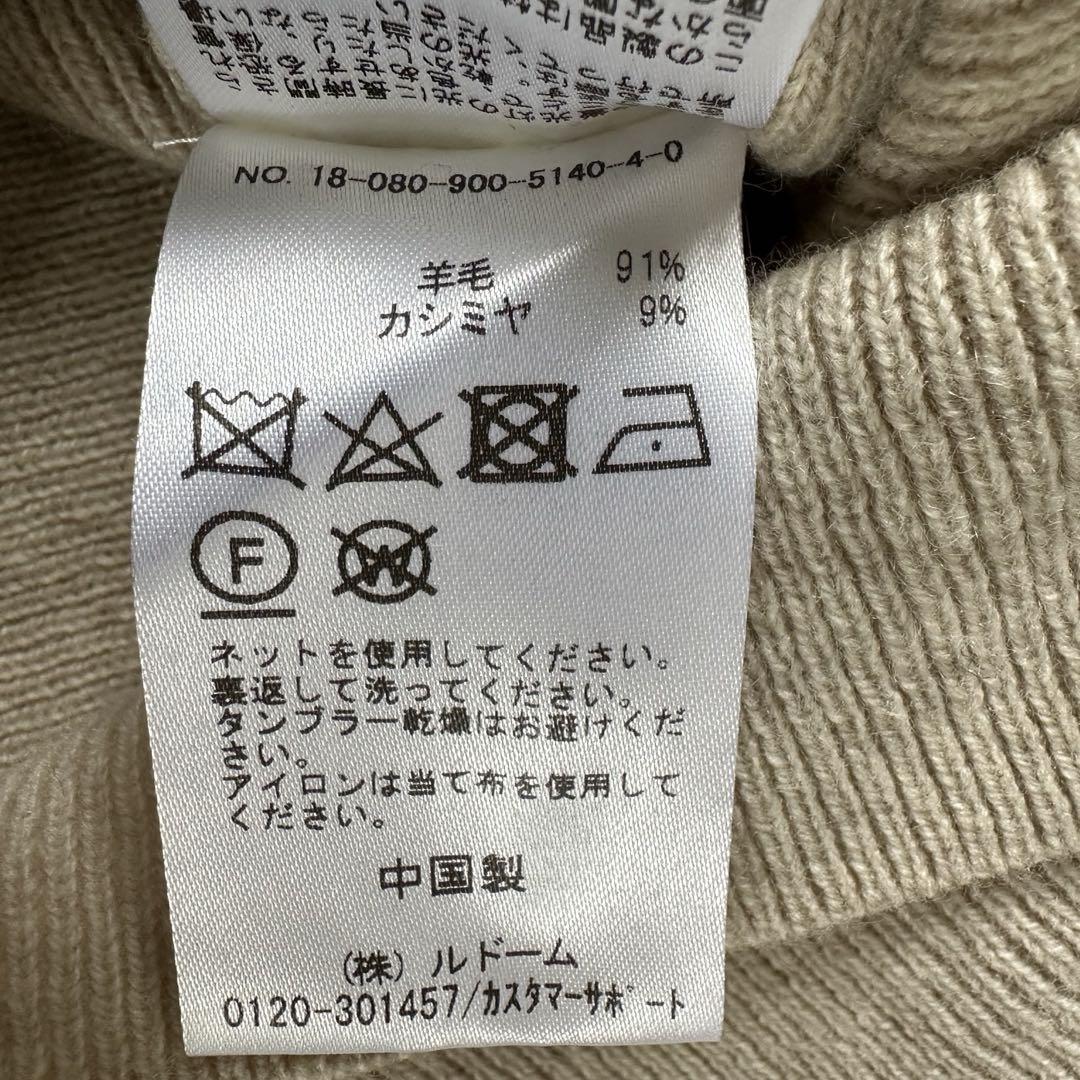 NO. 18-080-900-5140-4-0
羊毛 91%
カシミヤ 9%
F
W
ネットを使用してください。
裏返して洗ってください。
タンブラー乾燥はお避けくだ
さい。
アイロンは当て布を使用して
ください。
中国製
(株) ルドーム
0120-301457/カスタマーサポート